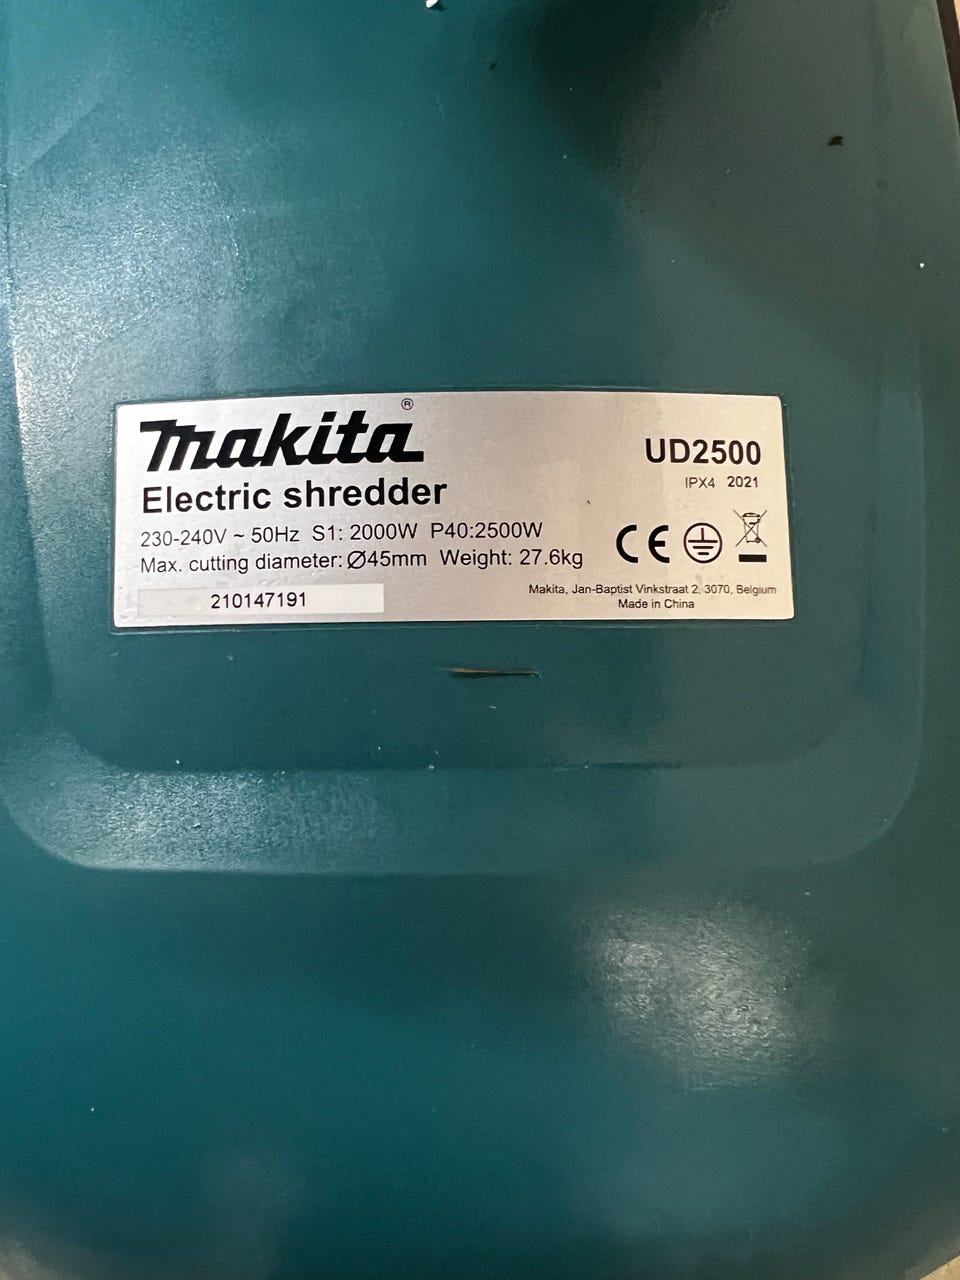 makita®
Electric shredder
UD2500
IPX4 2021
230-240V ~ 50Hz S1: 2000W P40:2500W
Max. cutting diameter: Ø45mm Weight: 27.6kg
CE
210147191
Makita, Jan-Baptist Vinkstraat 2, 3070, Belgium
Made in China